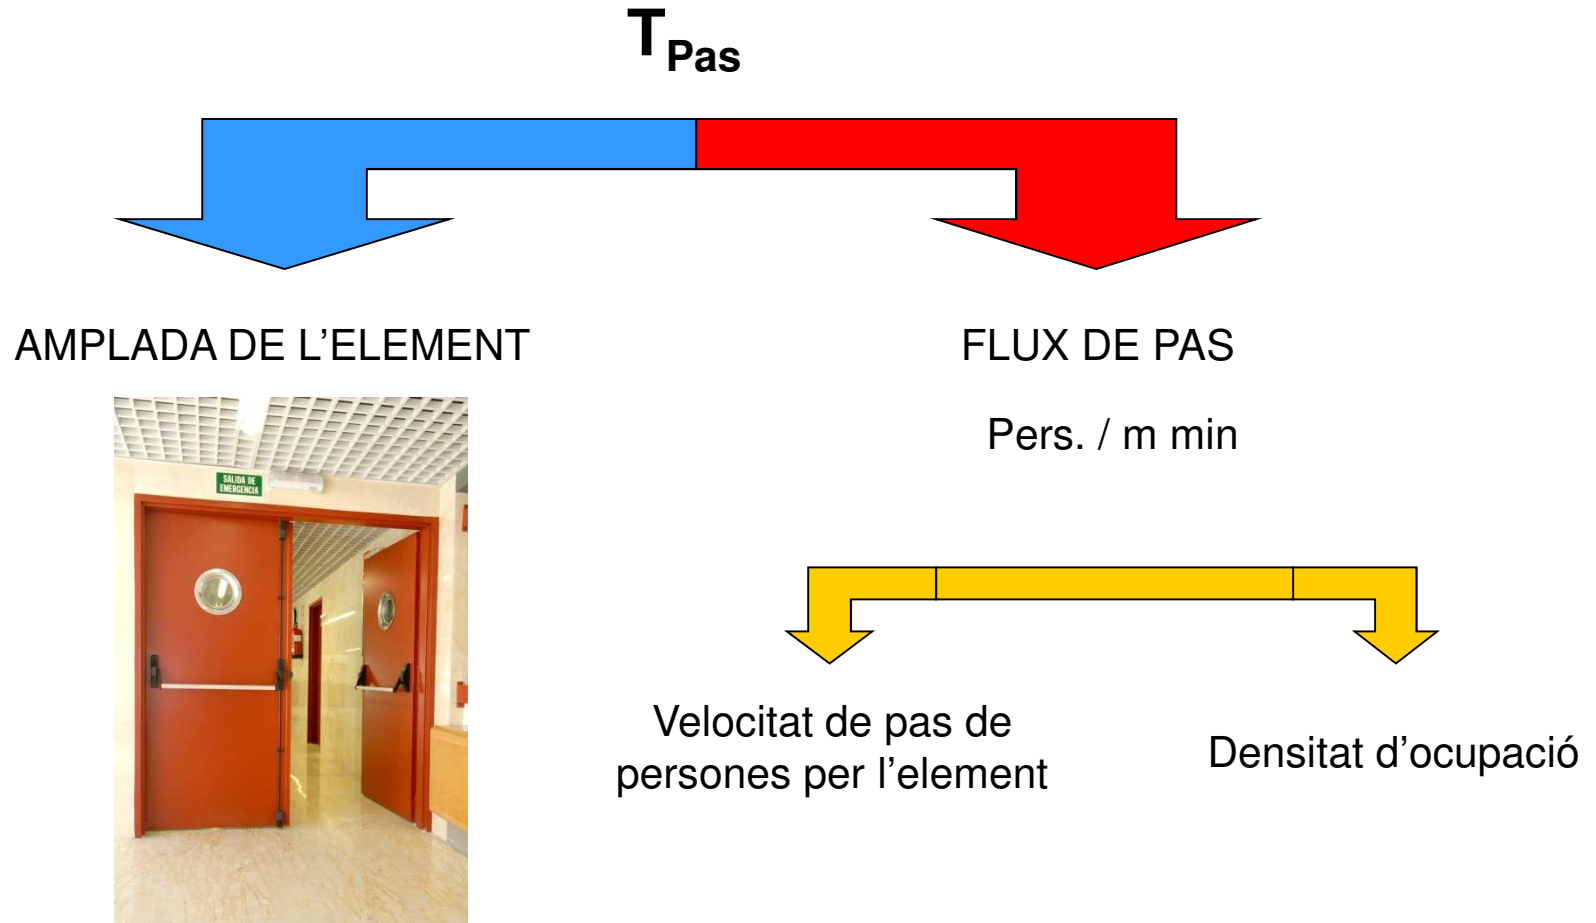 T_Pas
AMPLADA DE L'ELEMENT
FLUX DE PAS
Pers. / m min
SALIDA DE
EMERGENCIA
Velocitat de pas de
persones per l'element
Densitat d'ocupació